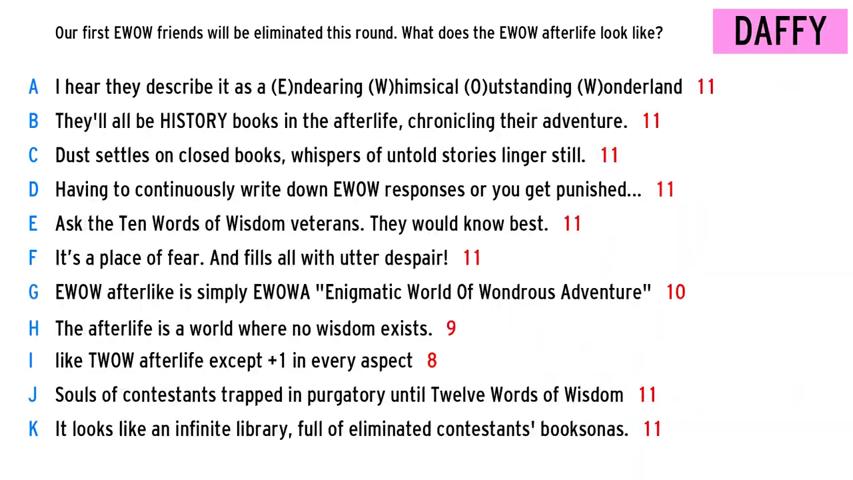 Our first EWOW friends will be eliminated this round. What does the EWOW afterlife look like?
DAFFY
A I hear they describe it as a (E)ndearing (W)himsical (O)utstanding (W)onderland 11
B They'll all be HISTORY books in the afterlife, chronicling their adventure. 11
C Dust settles on closed books, whispers of untold stories linger still. 11
D Having to continuously write down EWOW responses or you get punished... 11
E Ask the Ten Words of Wisdom veterans. They would know best. 11
F It’s a place of fear. And fills all with utter despair! 11
G EWOW afterlike is simply EWOWA "Enigmatic World Of Wondrous Adventure" 10
H The afterlife is a world where no wisdom exists. 9
I like TWOW afterlife except +1 in every aspect 8
J Souls of contestants trapped in purgatory until Twelve Words of Wisdom 11
K It looks like an infinite library, full of eliminated contestants' booksonas. 11